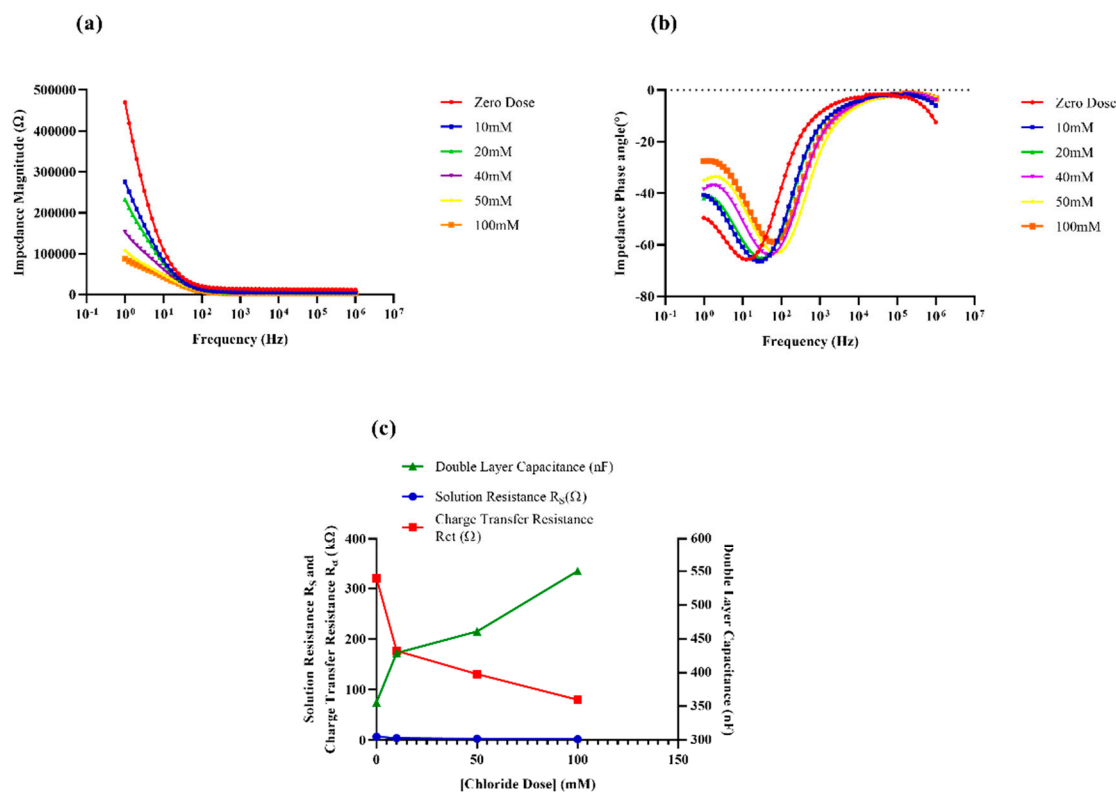 (a)
500000
400000
300000
200000
100000
0
Impedance Magnitude (Ω)
10-1 100 101 102 103 104 105 106 107
Frequency (Hz)
Zero Dose
10mM
20mM
40mM
50mM
100mM
(b)
0
-20
-40
-60
-80
Impedance Phase angle(°)
10-1 100 101 102 103 104 105 106 107
Frequency (Hz)
Zero Dose
10mM
20mM
40mM
50mM
100mM
(c)
Double Layer Capacitance (nF)
Solution Resistance RS(Ω)
Charge Transfer Resistance
Rct (Ω)
Solution Resistance RS and
Charge Transfer Resistance Rct (kΩ)
400
300
200
100
0
600
550
500
450
400
350
300
Double Layer Capacitance (nF)
0 50 100 150
[Chloride Dose] (mM)